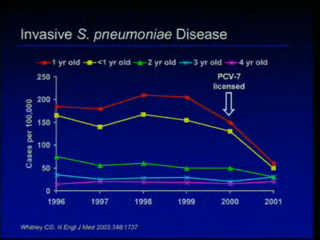 Invasive S. pneumoniae Disease
1 yr old <1 yr old 2 yr old 3 yr old 4 yr old
PCV-7
licensed
250
200
150
100
50
0
Cases per 100,000
1996 1997 1998 1999 2000 2001
Whitney CG. N Engl J Med 2003;348:1737